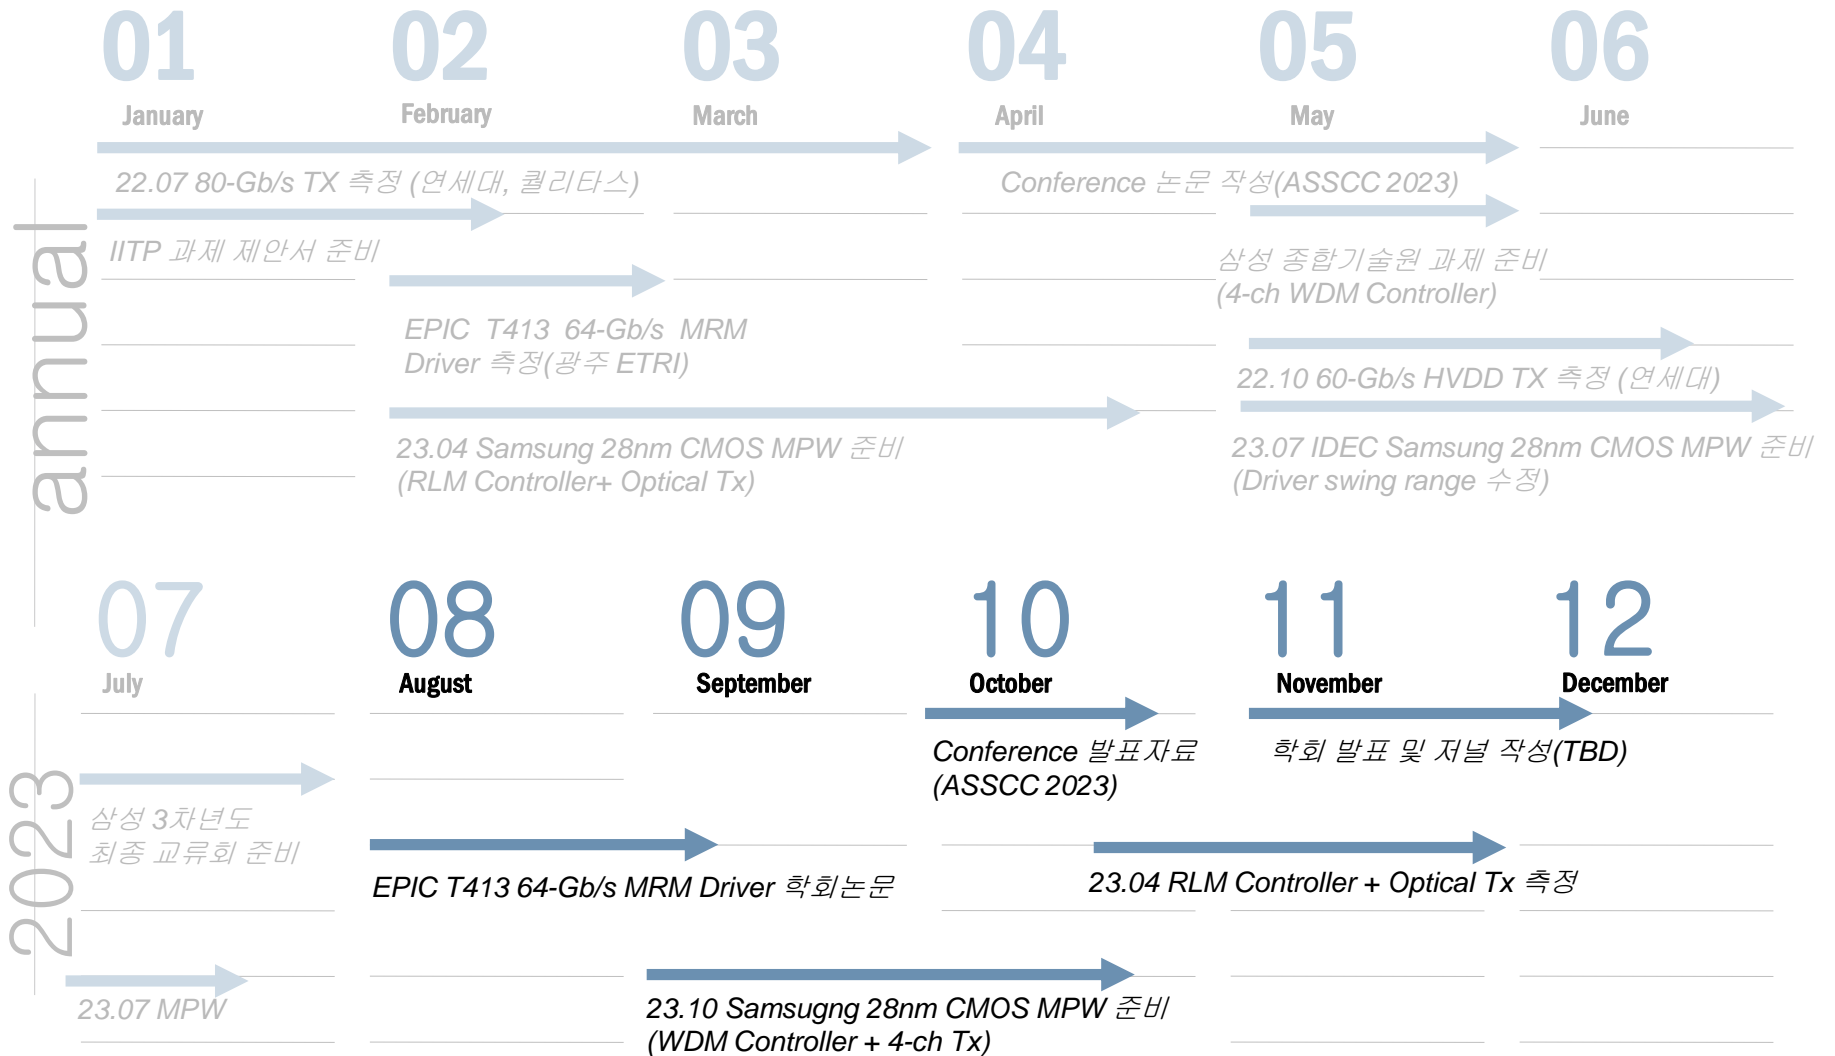 01
02
03
04
05
06
January
February
March
April
May
June
22.07 80-Gb/s TX 측정 (연세대, 퀄리타스)
Conference 논문 작성(ASSCC 2023)
IITP 과제 제안서 준비
삼성 종합기술원 과제 준비
(4-ch WDM Controller)
EPIC T413 64-Gb/s MRM
Driver 측정(광주 ETRI)
22.10 60-Gb/s HVDD TX 측정 (연세대)
23.04 Samsung 28nm CMOS MPW 준비
(RLM Controller+ Optical Tx)
23.07 IDEC Samsung 28nm CMOS MPW 준비
(Driver swing range 수정)
annual
07
08
09
10
11
12
July
August
September
October
November
December
Conference 발표자료
(ASSCC 2023)
학회 발표 및 저널 작성(TBD)
삼성 3차년도
최종 교류회 준비
EPIC T413 64-Gb/s MRM Driver 학회논문
23.04 RLM Controller + Optical Tx 측정
23.07 MPW
23.10 Samsugng 28nm CMOS MPW 준비
(WDM Controller + 4-ch Tx)
2023